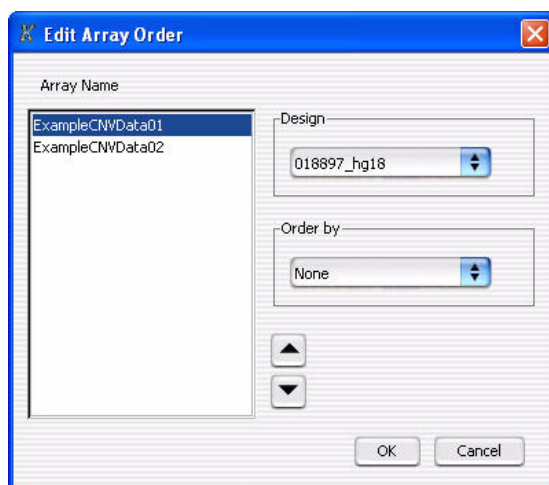 Edit Array Order
Array Name
ExampleCNVData01
ExampleCNVData02
Design
018897_hg18
Order by
None
OK
Cancel